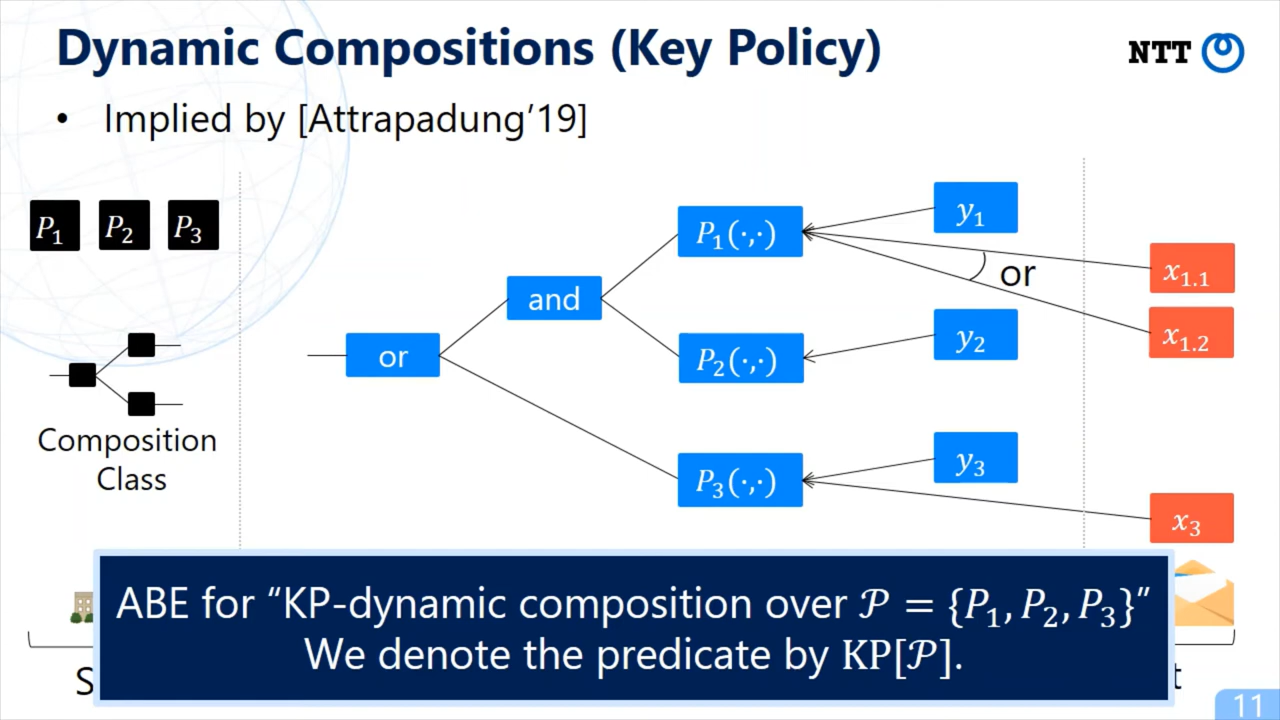 Dynamic Compositions (Key Policy)
NTT
• Implied by [Attrapadung’19]
P₁ P₂ P₃
Composition
Class
or
and
P₁(·,·)
P₂(·,·)
P₃(·,·)
y₁
y₂
y₃
or
x₁.₁
x₁.₂
x₃
ABE for “KP-dynamic composition over 𝒫 = {P₁, P₂, P₃}”
We denote the predicate by KP[𝒫].
S
t
11